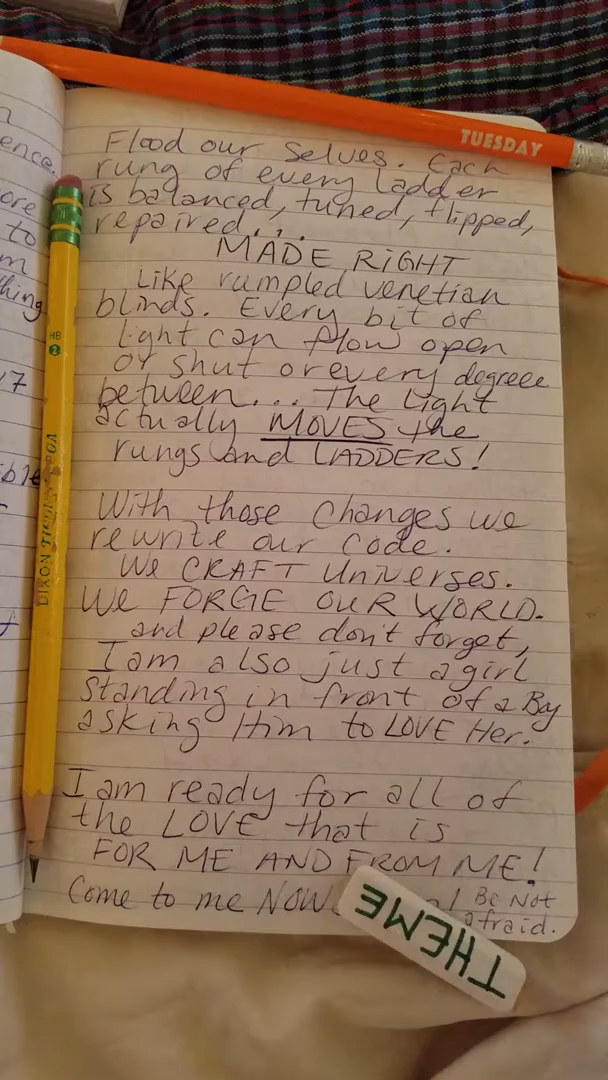 TUESDAY
Flood our selves. Each
rung of every ladder
is balanced, tuned, flipped,
repaired...
MADE RIGHT
Like rumpled venetian
blinds. Every bit of
light can flow open
or shut or every degreee
between... The Light
actually MOVES the
rungs and LADDERS!
With those changes we
rewrite our code.
We CRAFT Universes.
We FORGE OUR WORLD.
and please don't forget,
I am also just a girl
standing in front of a Boy
asking Him to LOVE Her.
I am ready for all of
the LOVE that is
FOR ME AND FROM ME!
Come to me NOW
Be Not
afraid.
THEME
HB
2
DIXON
ence.
ore
to
m
thing
17